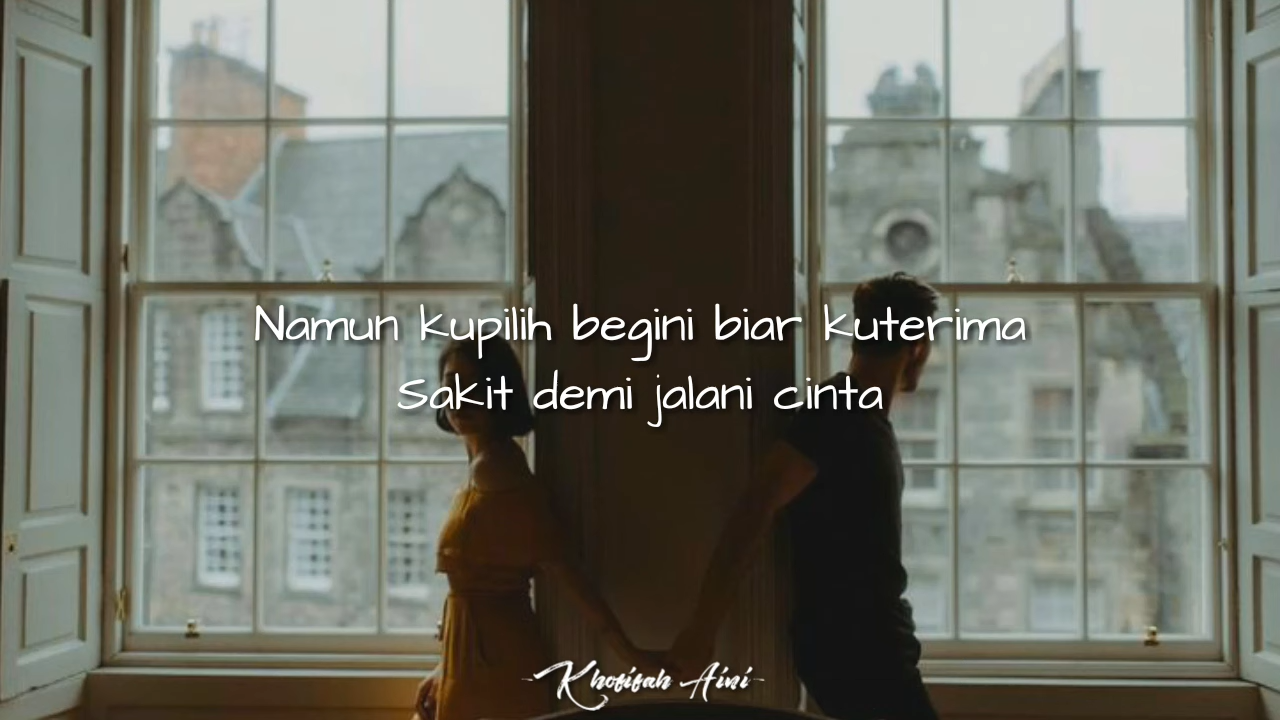 Namun kupilih begini biar kuterima
Sakit demi jalani cinta
Khofifah Aini